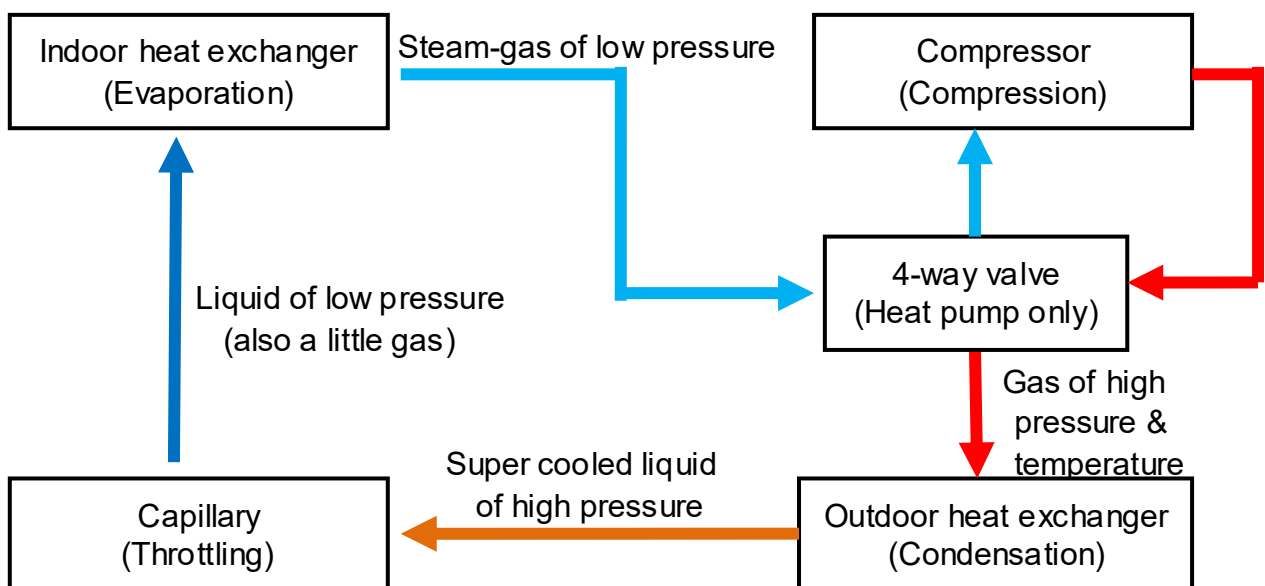 Indoor heat exchanger
(Evaporation)
Steam-gas of low pressure
Compressor
(Compression)
4-way valve
(Heat pump only)
Liquid of low pressure
(also a little gas)
Gas of high
pressure &
temperature
Super cooled liquid
of high pressure
Capillary
(Throttling)
Outdoor heat exchanger
(Condensation)